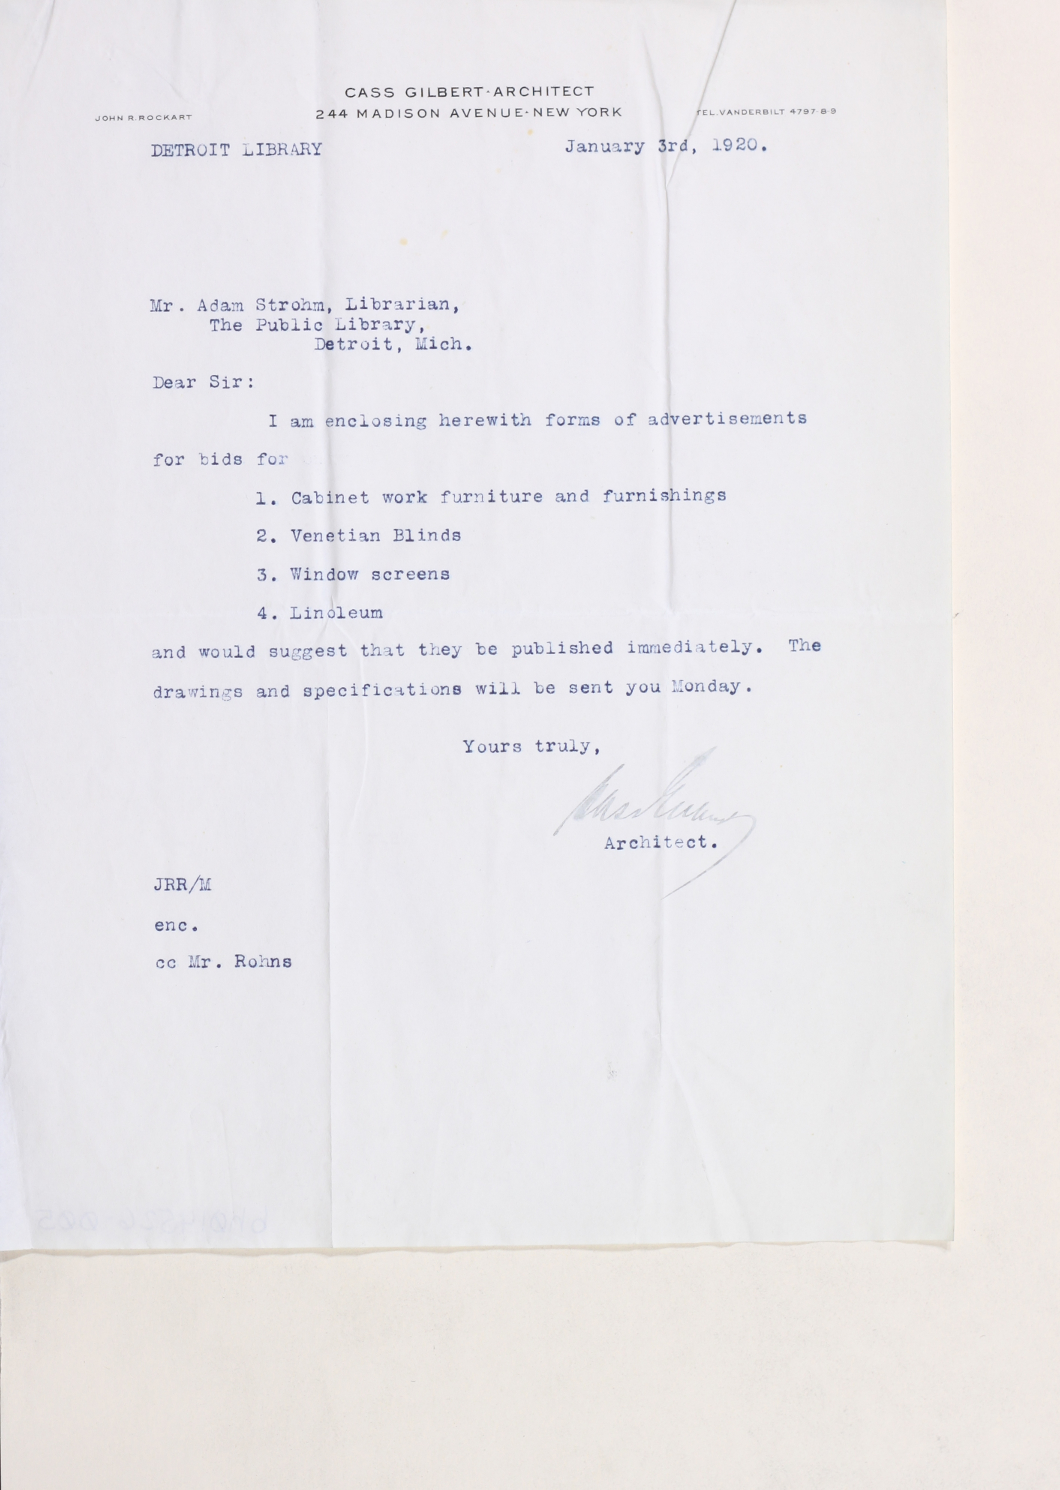 CASS GILBERT-ARCHITECT
244 MADISON AVENUE-NEW YORK
JOHN R. ROCKART
TEL. VANDERBILT 4797-8-9
DETROIT LIBRARY January 3rd, 1920.
Mr. Adam Strohm, Librarian,
The Public Library,
Detroit, Mich.
Dear Sir:
I am enclosing herewith forms of advertisements
for bids for
1. Cabinet work furniture and furnishings
2. Venetian Blinds
3. Window screens
4. Linoleum
and would suggest that they be published immediately. The
drawings and specifications will be sent you Monday.
Yours truly,
Cass Gilbert
Architect.
JRR/M
enc.
cc Mr. Rohns